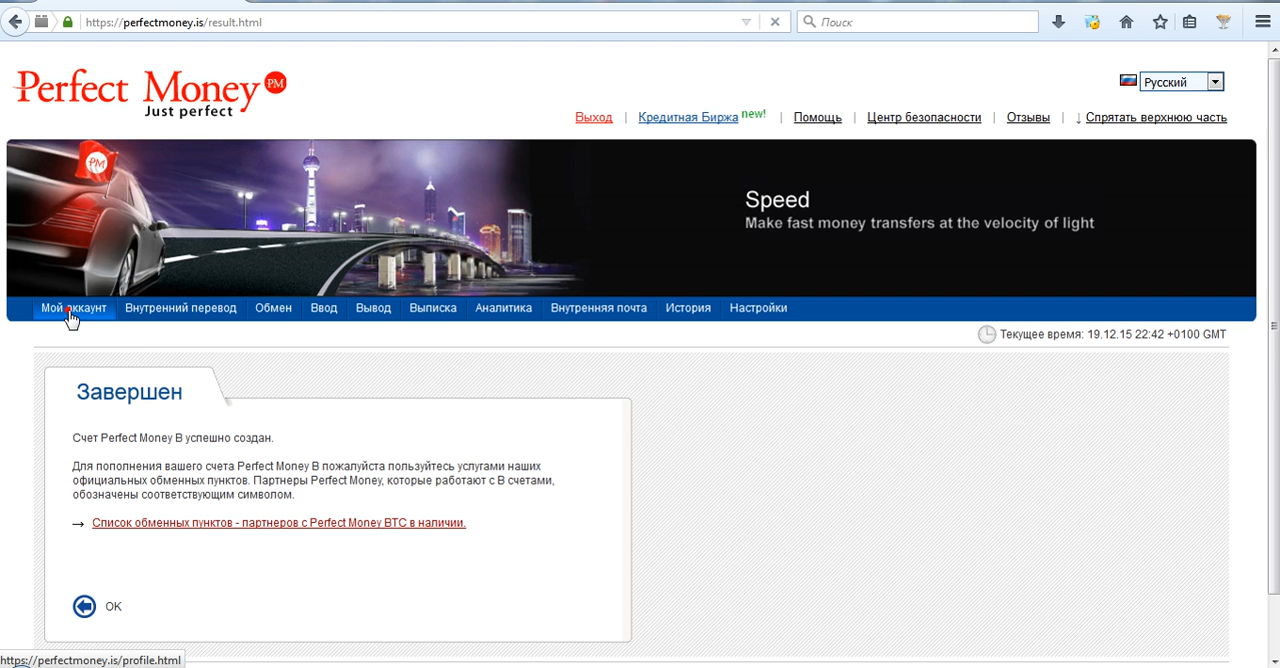 https://perfectmoney.is/result.html
Поиск
Perfect Money PM
Just perfect
Русский
Выход | Кредитная Биржа new! | Помощь | Центр безопасности | Отзывы | ↓ Спрятать верхнюю часть
PM
Speed
Make fast money transfers at the velocity of light
Мой аккаунт Внутренний перевод Обмен Ввод Вывод Выписка Аналитика Внутренняя почта История Настройки
Текущее время: 19.12.15 22:42 +0100 GMT
Завершен
Счет Perfect Money B успешно создан.
Для пополнения вашего счета Perfect Money B пожалуйста пользуйтесь услугами наших
официальных обменных пунктов. Партнеры Perfect Money, которые работают с B счетами,
обозначены соответствующим символом.
→ Список обменных пунктов - партнеров с Perfect Money BTC в наличии.
OK
https://perfectmoney.is/profile.html